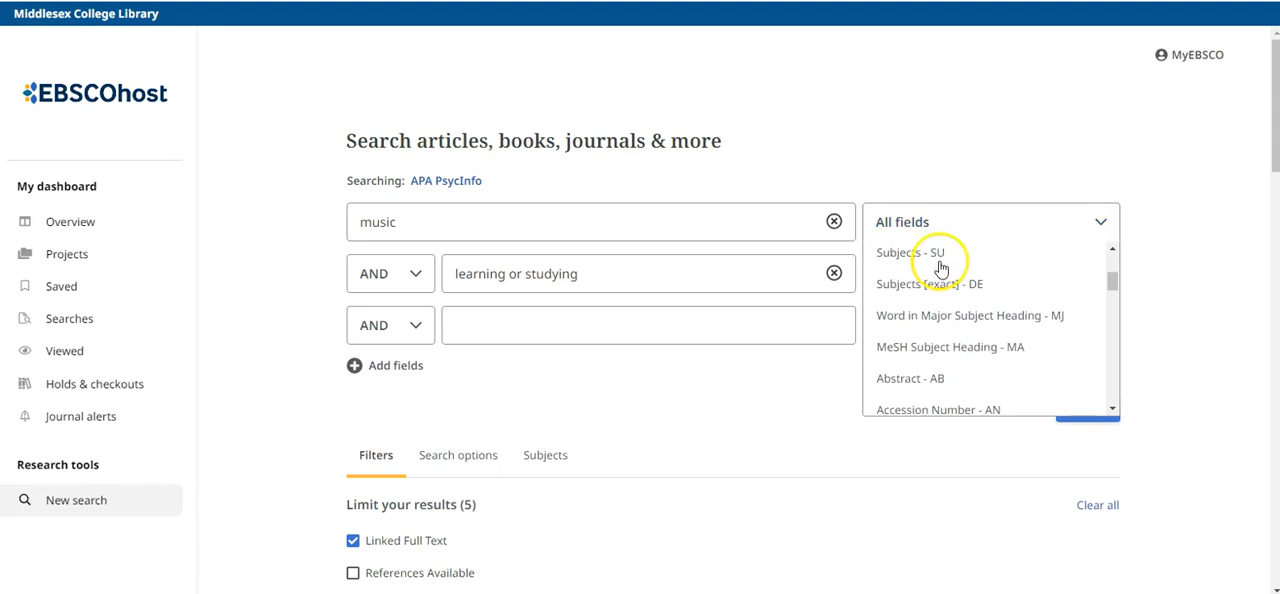 Middlesex College Library
MyEBSCO
EBSCOhost
Search articles, books, journals & more
My dashboard
Searching: APA PsycInfo
Overview
music
All fields
Projects
Subjects - SU
AND
learning or studying
Saved
Subjects [exact] - DE
Searches
Word in Major Subject Heading - MJ
AND
Viewed
MeSH Subject Heading - MA
Add fields
Holds & checkouts
Abstract - AB
Journal alerts
Accession Number - AN
Research tools
Filters
Search options
Subjects
New search
Limit your results (5)
Clear all
Linked Full Text
References Available